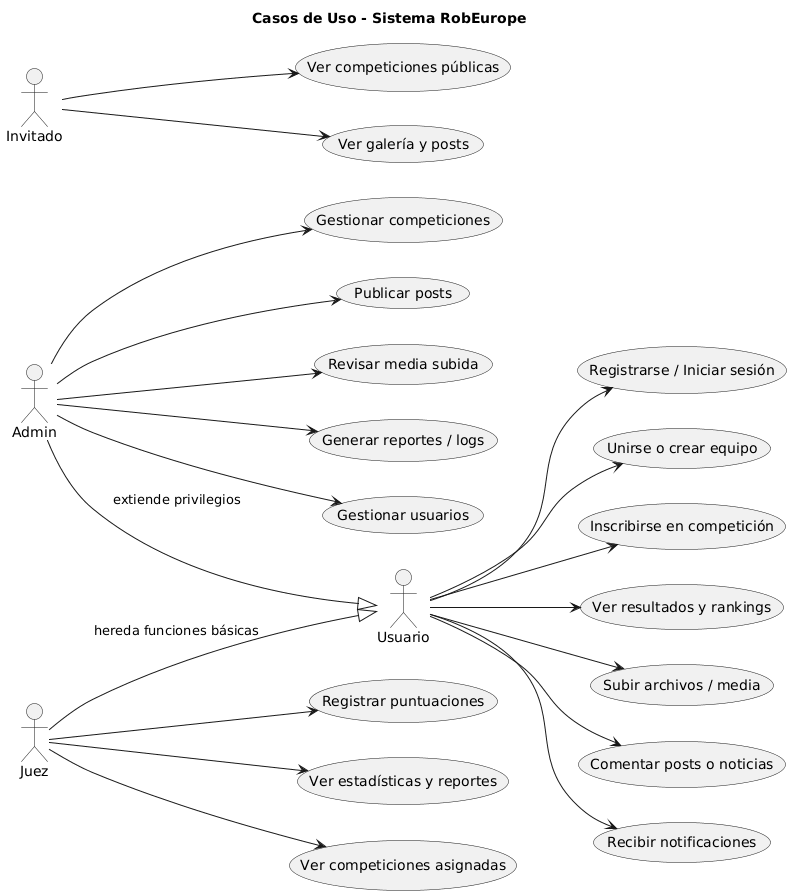 Casos de Uso - Sistema RobEurope
Ver competiciones públicas
Invitado
Ver galería y posts
Gestionar competiciones
Publicar posts
Revisar media subida
Registrarse / Iniciar sesión
Admin
Generar reportes / logs
Unirse o crear equipo
extiende privilegios
Gestionar usuarios
Inscribirse en competición
Ver resultados y rankings
hereda funciones básicas
Usuario
Subir archivos / media
Registrar puntuaciones
Comentar posts o noticias
Juez
Ver estadísticas y reportes
Recibir notificaciones
Ver competiciones asignadas